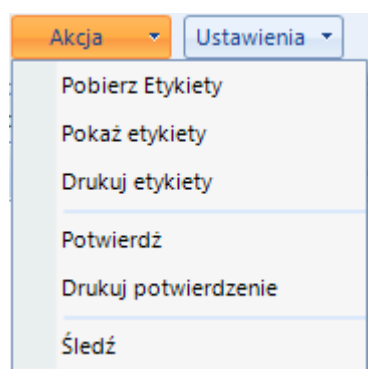 Akcja Ustawienia
Pobierz Etykiety
Pokaż etykiety
Drukuj etykiety
Potwierdź
Drukuj potwierdzenie
Śledź